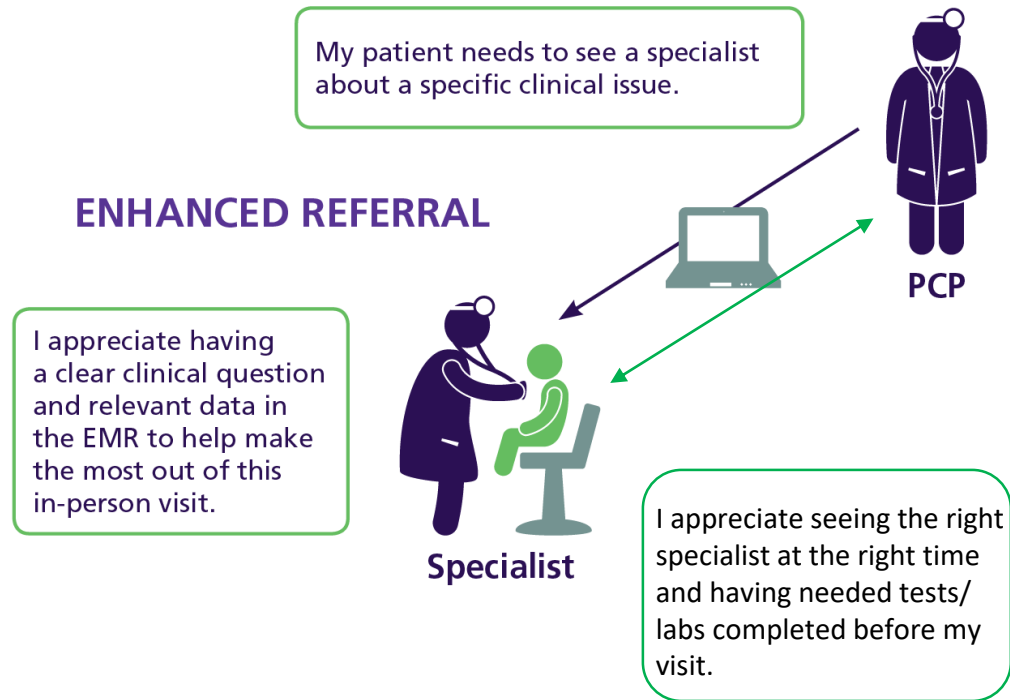 My patient needs to see a specialist
about a specific clinical issue.
ENHANCED REFERRAL
PCP
I appreciate having
a clear clinical question
and relevant data in
the EMR to help make
the most out of this
in-person visit.
Specialist
I appreciate seeing the right
specialist at the right time
and having needed tests/
labs completed before my
visit.